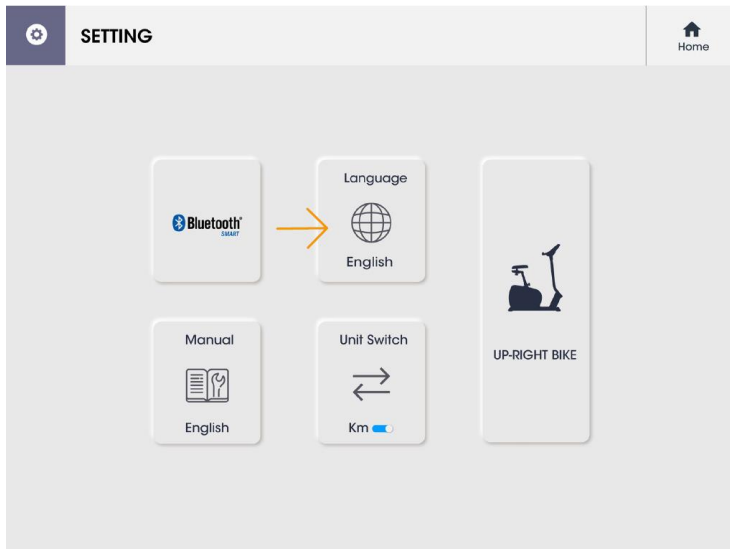 SETTING
Home
Bluetooth®
SMART
Language
English
Manual
English
Unit Switch
Km
UP-RIGHT BIKE